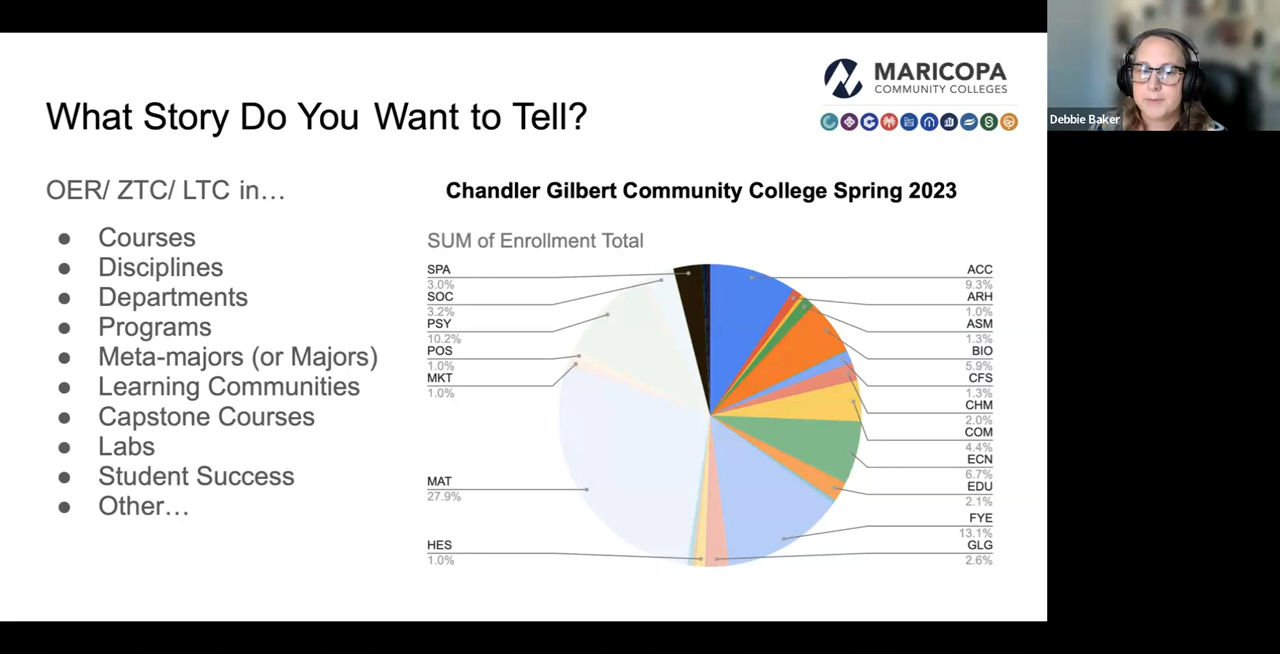 MARICOPA
COMMUNITY COLLEGES
Debbie Baker
What Story Do You Want to Tell?
OER/ ZTC/ LTC in…
● Courses
● Disciplines
● Departments
● Programs
● Meta-majors (or Majors)
● Learning Communities
● Capstone Courses
● Labs
● Student Success
● Other…
Chandler Gilbert Community College Spring 2023
SUM of Enrollment Total
SPA
3.0%
SOC
3.2%
PSY
10.2%
POS
1.0%
MKT
1.0%
MAT
27.9%
HES
1.0%
ACC
9.3%
ARH
1.0%
ASM
1.3%
BIO
5.9%
CFS
1.3%
CHM
2.0%
COM
4.4%
ECN
6.7%
EDU
2.1%
FYE
13.1%
GLG
2.6%